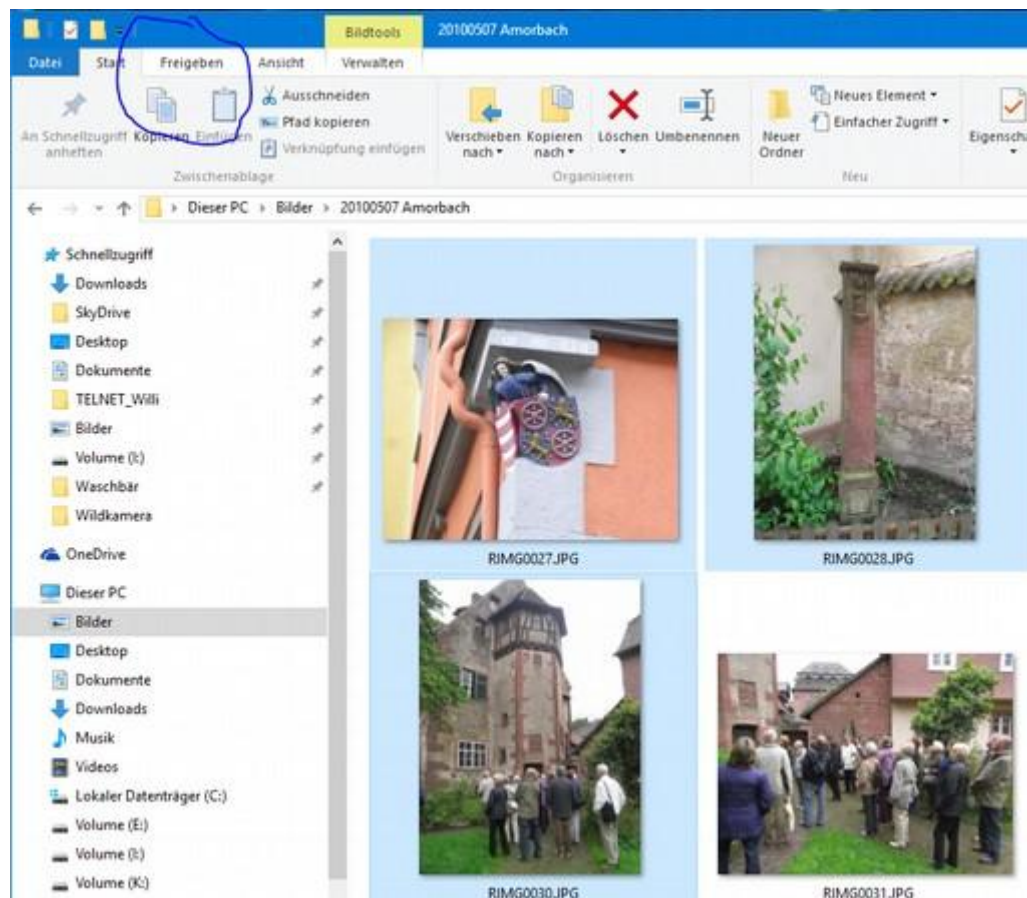 Bildtools
20100507 Amorbach
Datei Start Freigeben Ansicht Verwalten
An Schnellzugriff anheften
Kopieren
Einfügen
Ausschneiden
Pfad kopieren
Verknüpfung einfügen
Zwischenablage
Verschieben nach
Kopieren nach
Löschen
Umbenennen
Organisieren
Neuer Ordner
Neues Element
Einfacher Zugriff
Neu
Dieser PC > Bilder > 20100507 Amorbach
Schnellzugriff
Downloads
SkyDrive
Desktop
Dokumente
TELNET_Willi
Bilder
Volume (I:)
Waschbär
Wildkamera
OneDrive
Dieser PC
Bilder
Desktop
Dokumente
Downloads
Musik
Videos
Lokaler Datenträger (C:)
Volume (E:)
Volume (I:)
Volume (K:)
RIMG0027.JPG
RIMG0028.JPG
RIMG0030.JPG
RIMG0031.JPG